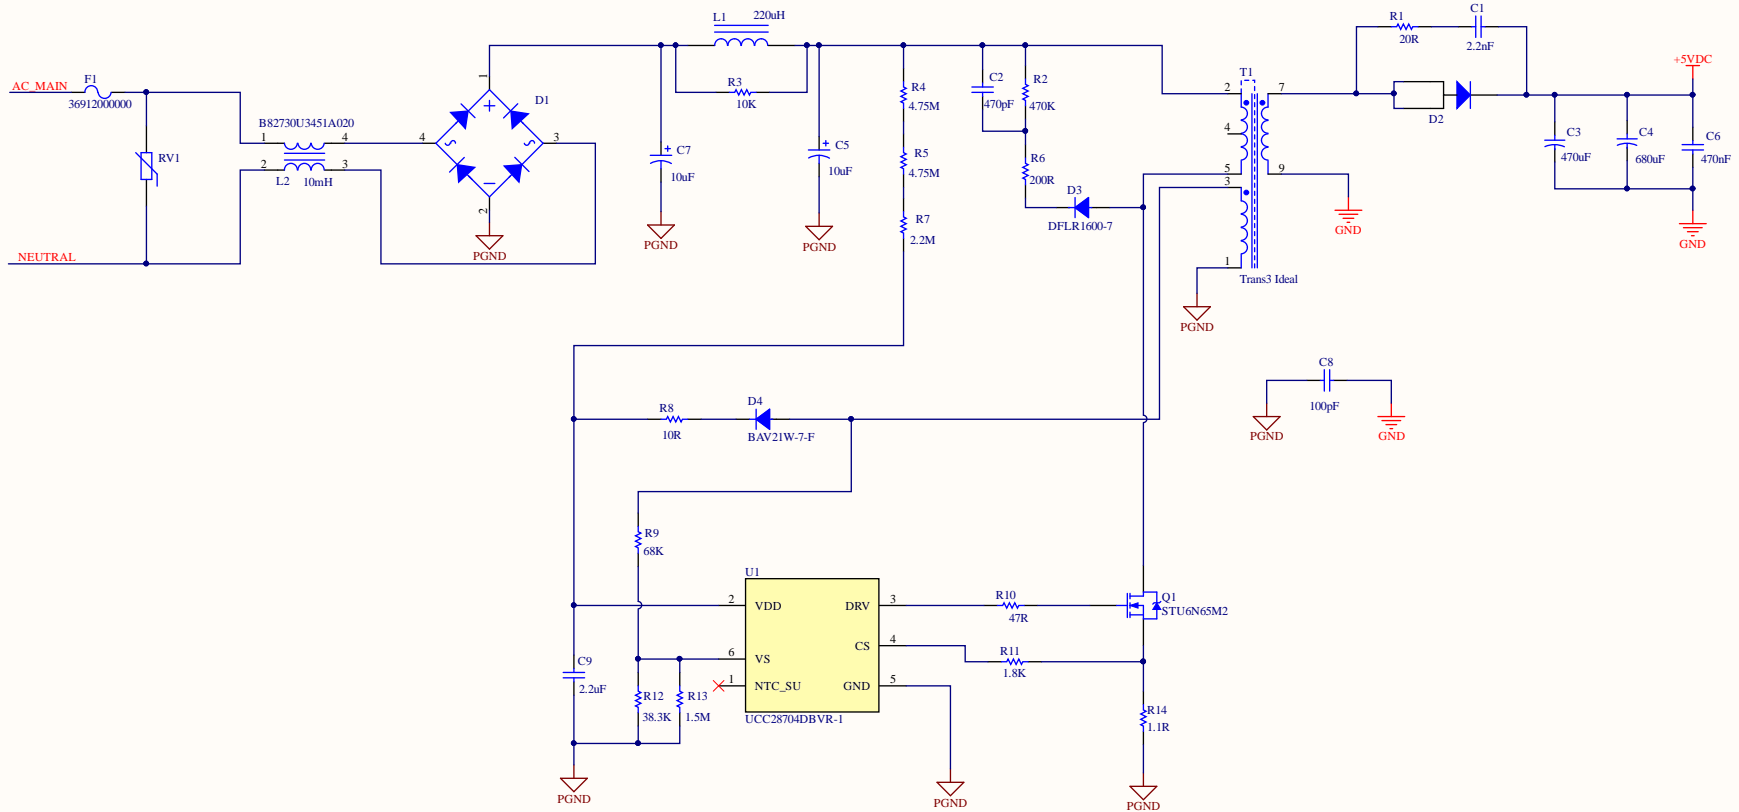 L1
220uH
R1
20R
C1
2.2nF
AC_MAIN
F1
36912000000
1
D1
R3
10K
R4
4.75M
C2
470pF
R2
470K
T1
2
7
+5VDC
D2
B82730U3451A020
1
4
2
3
L2
10mH
RV1
4
3
2
PGND
C7
10uF
PGND
C5
10uF
PGND
R5
4.75M
R6
200R
R7
2.2M
D3
DFLR1600-7
4
5
3
9
1
Trans3 Ideal
GND
C3
470uF
C4
680uF
C6
470nF
GND
NEUTRAL
PGND
C8
100pF
PGND
GND
R8
10R
D4
BAV21W-7-F
R9
68K
U1
2
VDD
DRV
3
CS
4
6
VS
1
NTC_SU
GND
5
UCC28704DBVR-1
R10
47R
Q1
STU6N65M2
R11
1.8K
C9
2.2uF
R12
38.3K
R13
1.5M
R14
1.1R
PGND
PGND
PGND